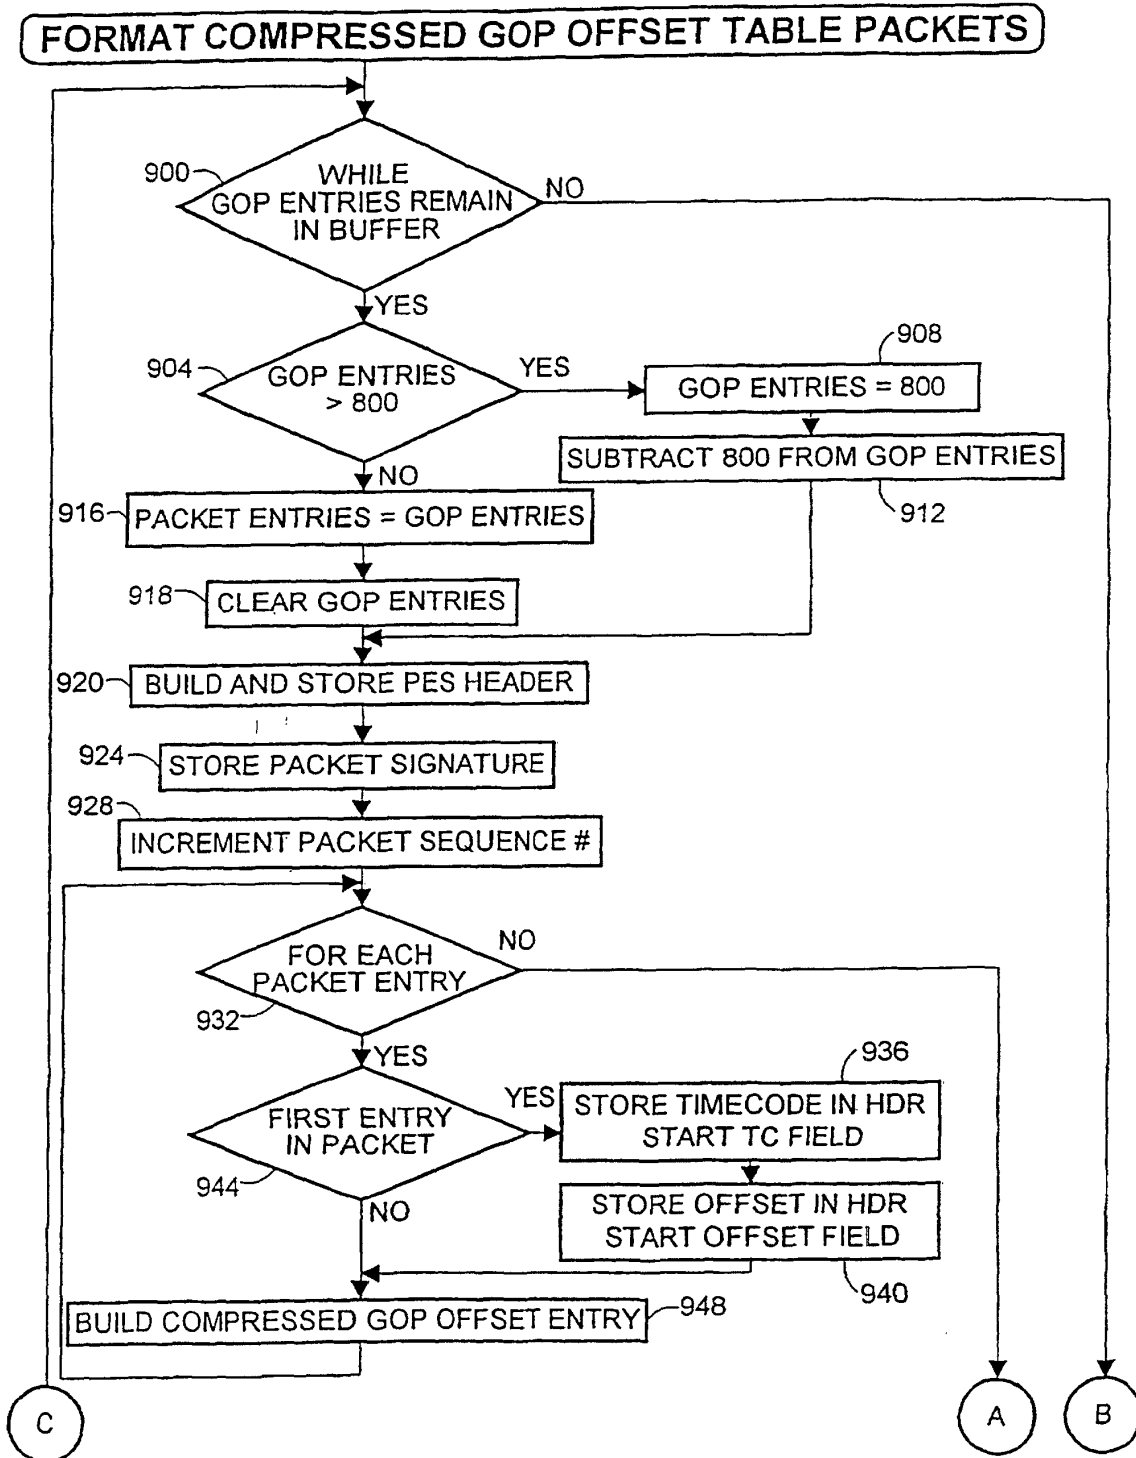 FORMAT COMPRESSED GOP OFFSET TABLE PACKETS
900
WHILE
GOP ENTRIES REMAIN
IN BUFFER
NO
YES
904
GOP ENTRIES
> 800
YES
908
GOP ENTRIES = 800
SUBTRACT 800 FROM GOP ENTRIES
912
NO
916
PACKET ENTRIES = GOP ENTRIES
918
CLEAR GOP ENTRIES
920
BUILD AND STORE PES HEADER
924
STORE PACKET SIGNATURE
928
INCREMENT PACKET SEQUENCE #
FOR EACH
PACKET ENTRY
NO
932
YES
FIRST ENTRY
IN PACKET
YES
944
936
STORE TIMECODE IN HDR
START TC FIELD
STORE OFFSET IN HDR
START OFFSET FIELD
940
NO
BUILD COMPRESSED GOP OFFSET ENTRY
948
C
A
B